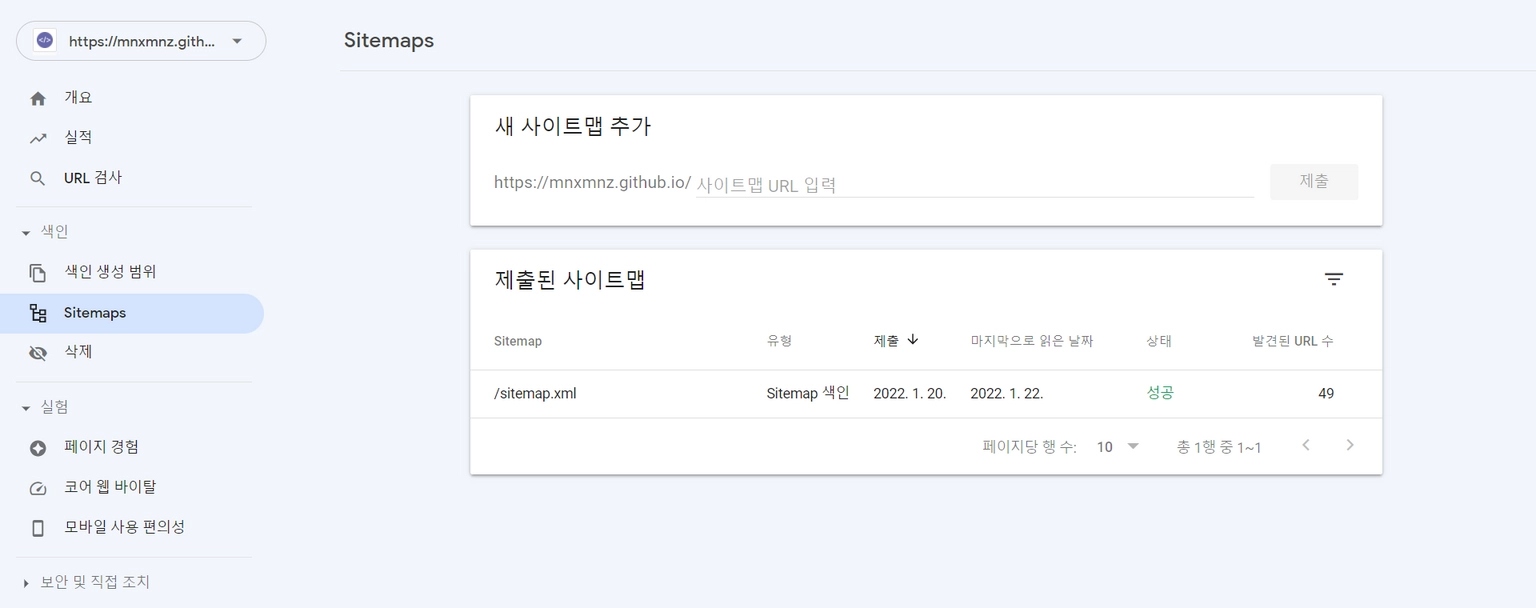 https://mnxmnz.gith...
개요
실적
URL 검사
색인
색인 생성 범위
Sitemaps
삭제
실험
페이지 경험
코어 웹 바이탈
모바일 사용 편의성
보안 및 직접 조치
Sitemaps
새 사이트맵 추가
https://mnxmnz.github.io/ 사이트맵 URL 입력 제출
제출된 사이트맵
Sitemap 유형 제출 마지막으로 읽은 날짜 상태 발견된 URL 수
/sitemap.xml Sitemap 색인 2022. 1. 20. 2022. 1. 22. 성공 49
페이지당 행 수: 10 총 1행 중 1~1